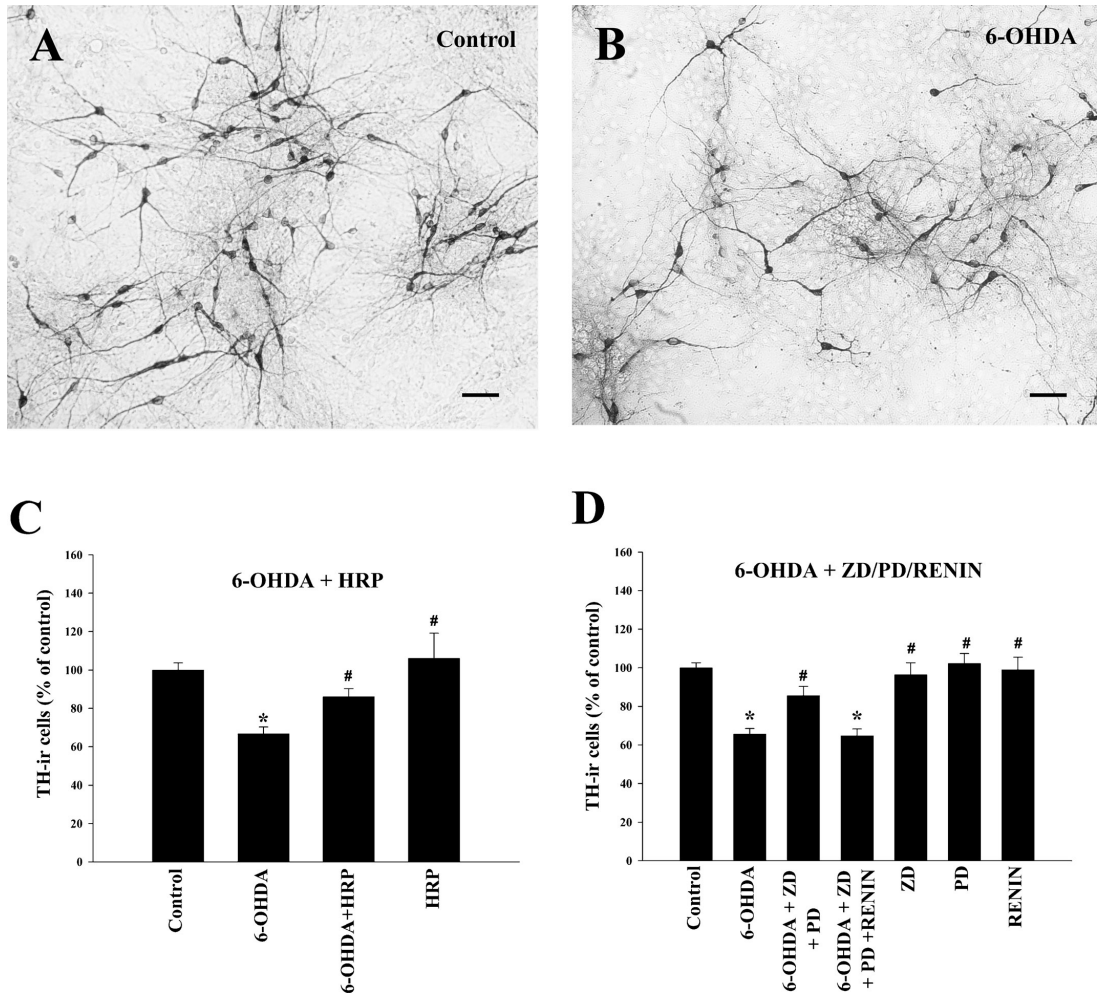 A
Control
B
6-OHDA
C
6-OHDA + HRP
TH-ir cells (% of control)
160
140
120
100
80
60
40
20
0
*
#
#
Control
6-OHDA
6-OHDA+HRP
HRP
D
6-OHDA + ZD/PD/RENIN
TH-ir cells (% of control)
160
140
120
100
80
60
40
20
0
*
#
*
#
#
#
Control
6-OHDA
6-OHDA + ZD
+ PD
6-OHDA + ZD
+ PD +RENIN
ZD
PD
RENIN